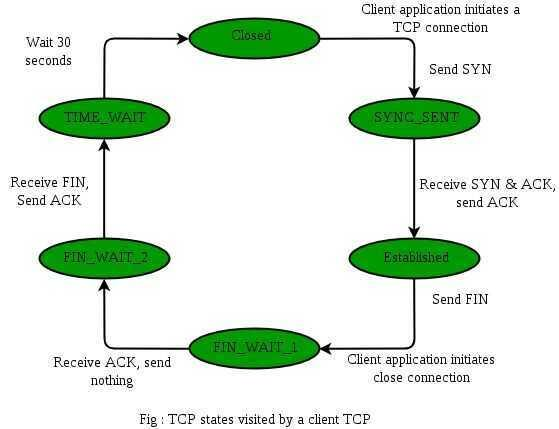 Client application initiates a
TCP connection
Closed
Wait 30
seconds
Send SYN
TIME_WAIT
SYNC_SENT
Receive FIN,
Send ACK
Receive SYN & ACK,
send ACK
FIN_WAIT_2
Established
Send FIN
FIN_WAIT_1
Receive ACK, send
nothing
Client application initiates
close connection
Fig : TCP states visited by a client TCP